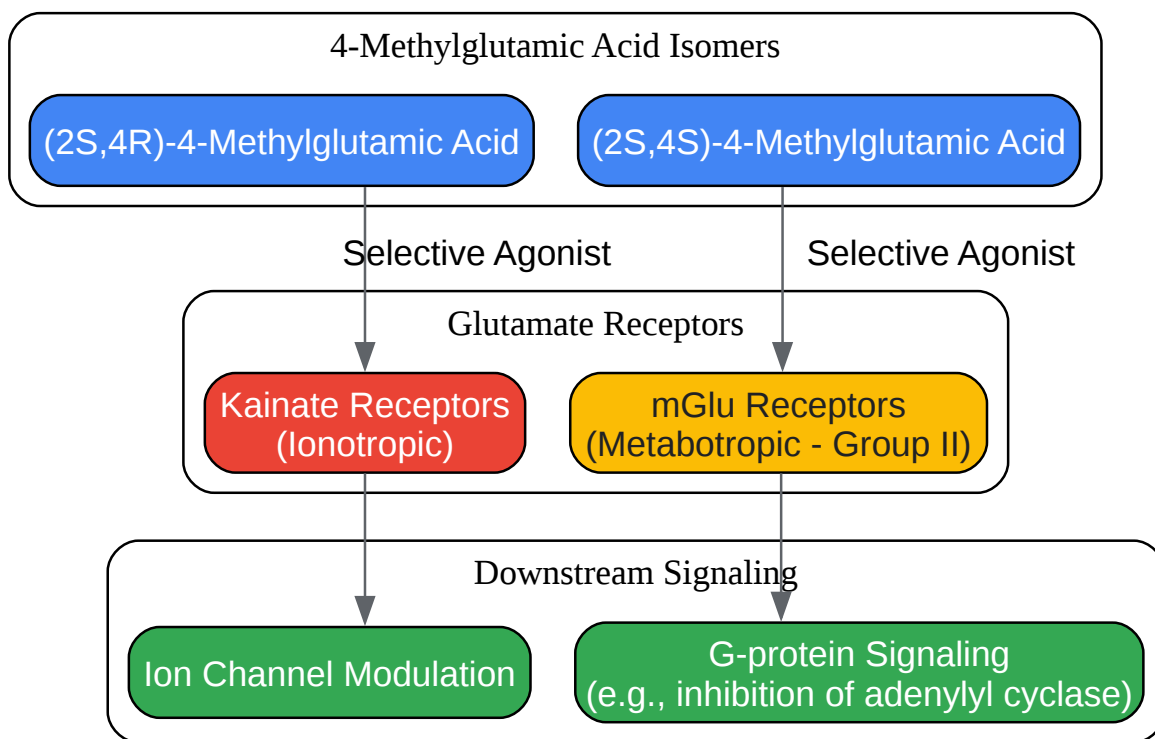 4-Methylglutamic Acid Isomers
(2S,4R)-4-Methylglutamic Acid
(2S,4S)-4-Methylglutamic Acid
Selective Agonist
Selective Agonist
Glutamate Receptors
Kainate Receptors
(Ionotropic)
mGlu Receptors
(Metabotropic - Group II)
Downstream Signaling
Ion Channel Modulation
G-protein Signaling
(e.g., inhibition of adenylyl cyclase)